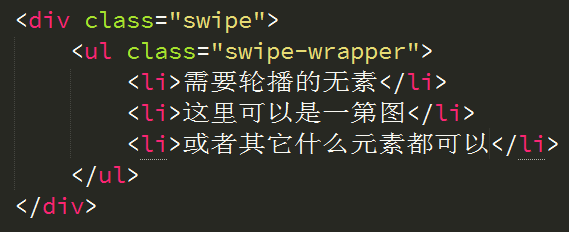 <div class="swipe">
<ul class="swipe-wrapper">
<li>需要轮播的无素</li>
<li>这里可以是一第图</li>
<li>或者其它什么元素都可以</li>
</ul>
</div>